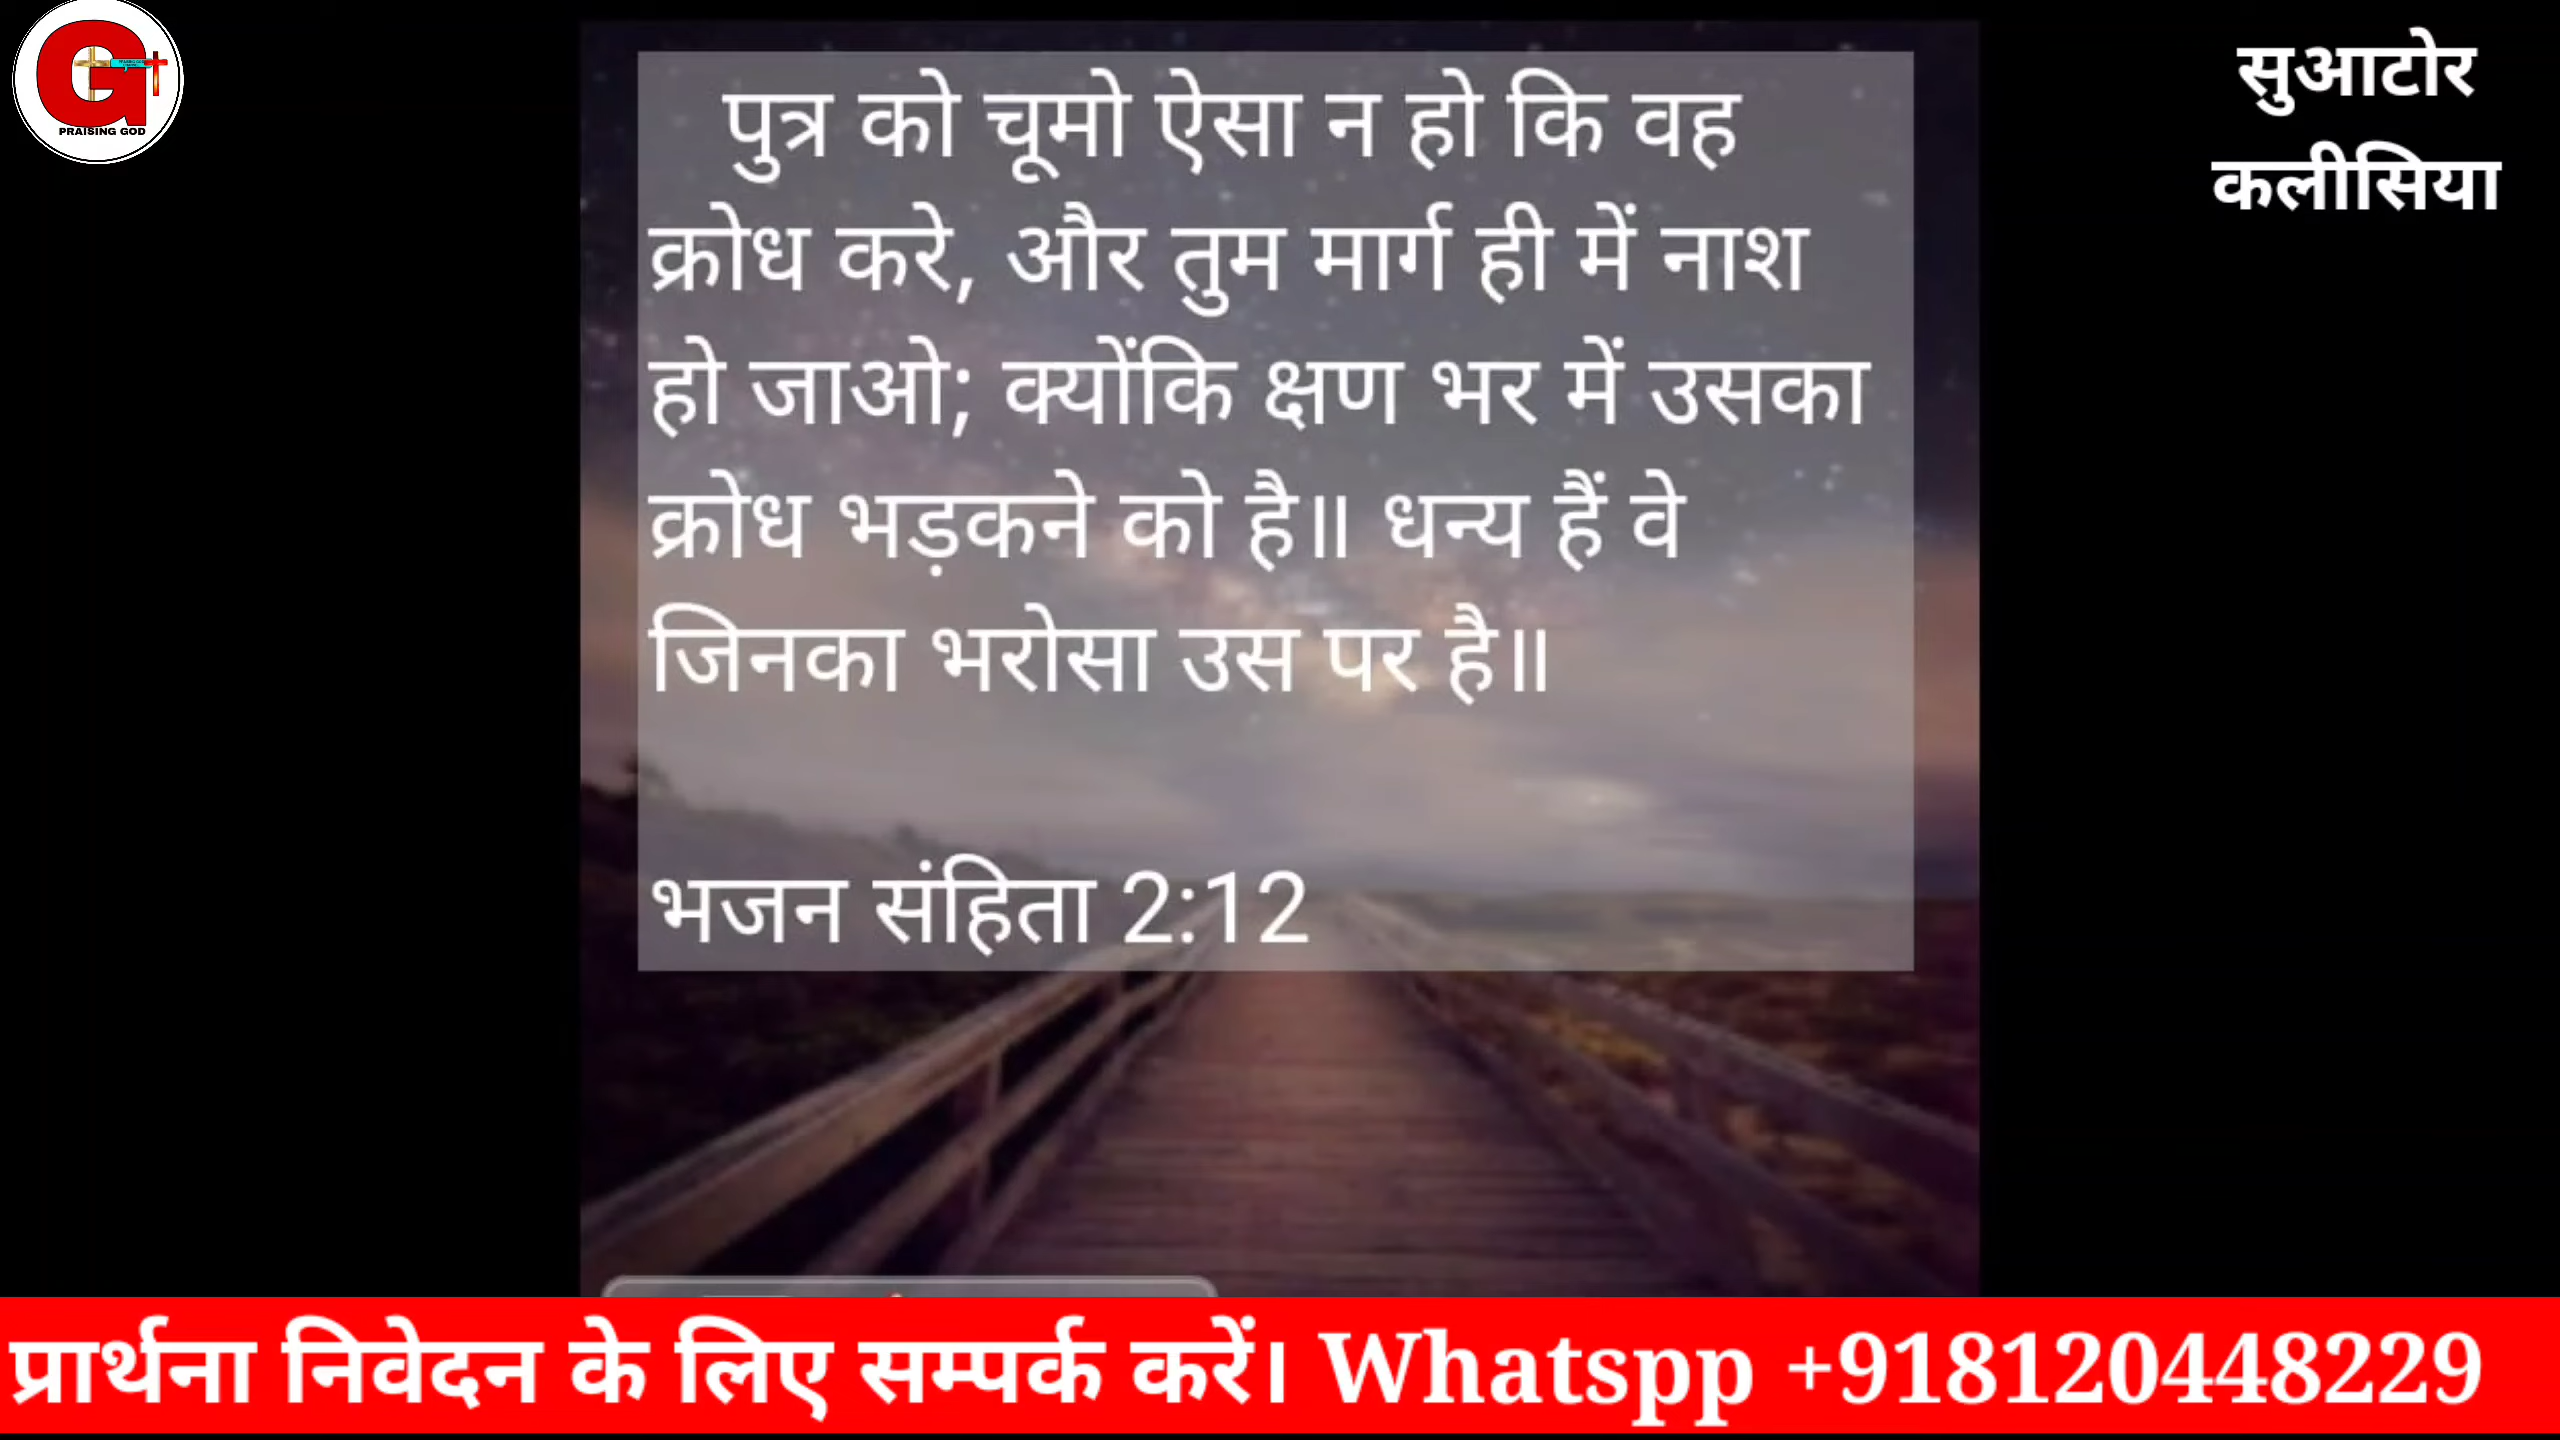 PRAISING GOD
सुआटोर
कलीसिया
पुत्र को चूमो ऐसा न हो कि वह
क्रोध करे, और तुम मार्ग ही में नाश
हो जाओ; क्योंकि क्षण भर में उसका
क्रोध भड़कने को है॥ धन्य हैं वे
जिनका भरोसा उस पर है॥
भजन संहिता 2:12
प्रार्थना निवेदन के लिए सम्पर्क करें। Whatspp +918120448229